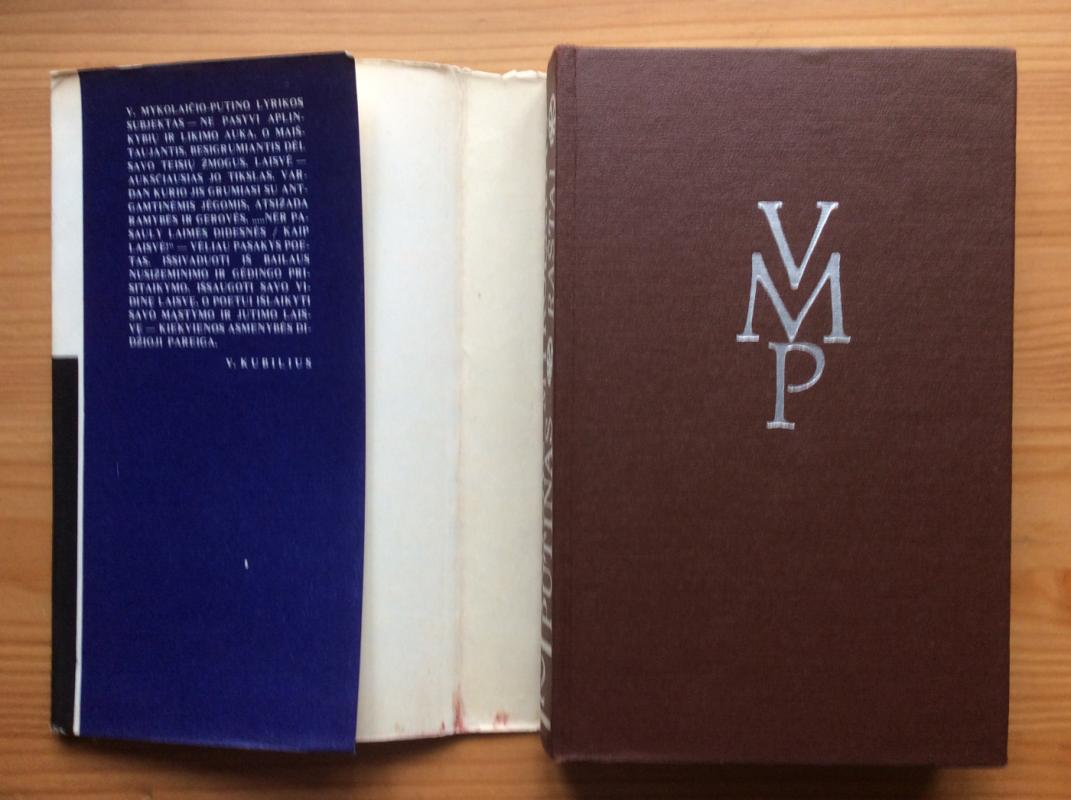 V. MYKOLAIČIO-PUTINO LYRIKOS
SUBJEKTAS — NE PASYVI APLIN-
KYBIŲ IR LIKIMO AUKA, O MAIŠ-
TAUJANTIS, BESIGRUMIANTIS DĖL
SAVO TEISIŲ ŽMOGUS. LAISVĖ —
AUKŠČIAUSIAS JO TIKSLAS, VAR-
DAN KURIO JIS GRUMIASI SU ANT-
GAMTINĖMIS JĖGOMIS, ATSIŽADA
RAMYBĖS IR GEROVĖS. „„NĖR PA-
SAULY LAIMĖS DIDESNĖS / KAIP
LAISVĖ!“ — VĖLIAU PASAKYS POE-
TAS. IŠSIVADUOTI IŠ BAILAUS
NUSIŽEMINIMO IR GĖDINGO PRI-
SITAIKYMO, IŠSAUGOTI SAVO VI-
DINĘ LAISVĘ, O POETUI IŠLAIKYTI
SAVO MĄSTYMO IR JUTIMO LAIS-
VĘ — KIEKVIENOS ASMENYBĖS DI-
DŽIOJI PAREIGA.
V. KUBILIUS
PUTINAS
RAŠTAI
V
M
P